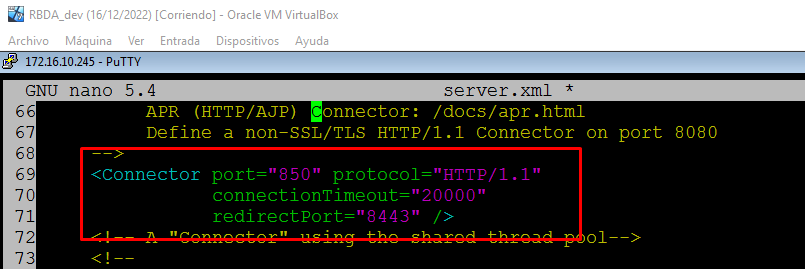 RBDA_dev (16/12/2022) [Corriendo] - Oracle VM VirtualBox
Archivo Máquina Ver Entrada Dispositivos Ayuda
172.16.10.245 - PuTTY
GNU nano 5.4 server.xml *
66 APR (HTTP/AJP) Connector: /docs/apr.html
67 Define a non-SSL/TLS HTTP/1.1 Connector on port 8080
68 -->
69 <Connector port="850" protocol="HTTP/1.1"
70 connectionTimeout="20000"
71 redirectPort="8443" />
72 <!-- A "Connector" using the shared thread pool-->
73 <!--